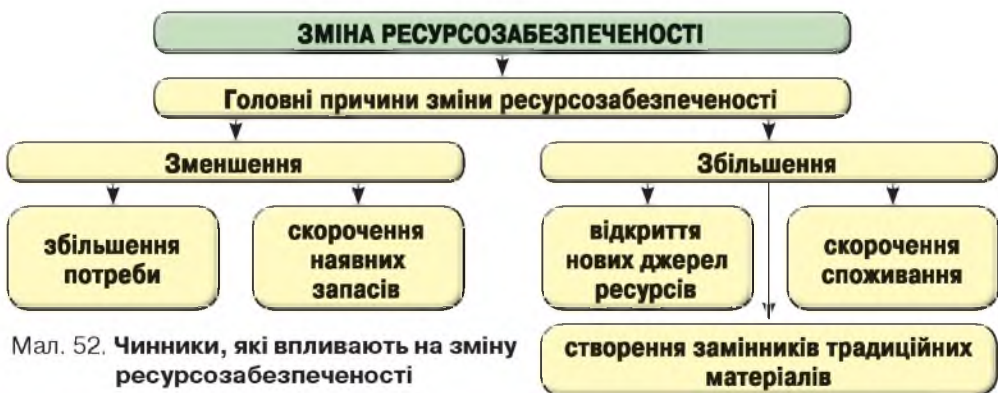 ЗМІНА РЕСУРСОЗАБЕЗПЕЧЕНОСТІ
Головні причини зміни ресурсозабезпеченості
Зменшення
Збільшення
збільшення
потреби
скорочення
наявних
запасів
відкриття
нових джерел
ресурсів
скорочення
споживання
створення замінників традиційних
матеріалів
Мал. 52. Чинники, які впливають на зміну
ресурсозабезпеченості